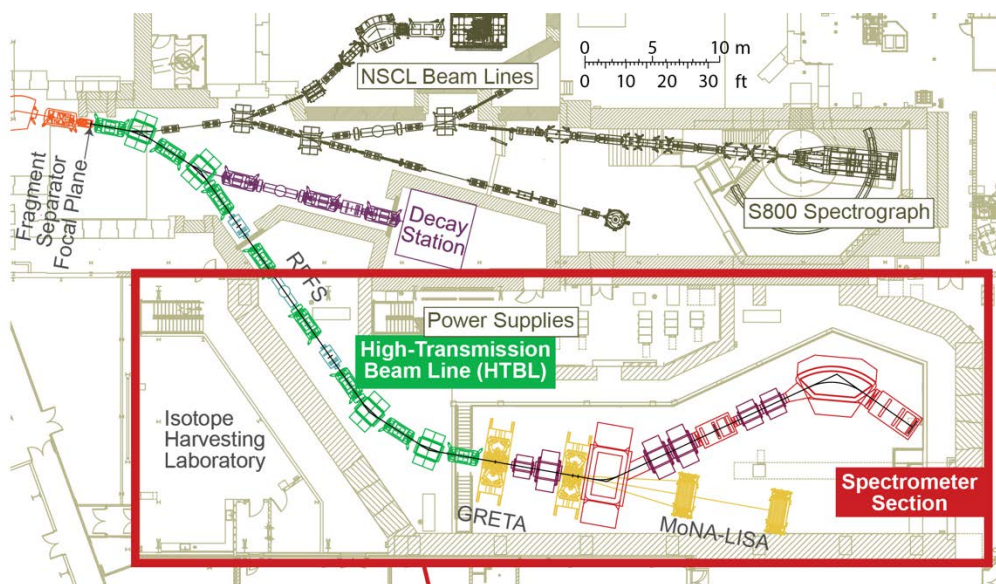 NSCL Beam Lines
0 5 10 m
0 10 20 30 ft
Fragment
Separator
Focal Plane
Decay
Station
S800 Spectrograph
RFFS
Power Supplies
High-Transmission
Beam Line (HTBL)
Isotope
Harvesting
Laboratory
Spectrometer
Section
GRETA
MoNA-LISA